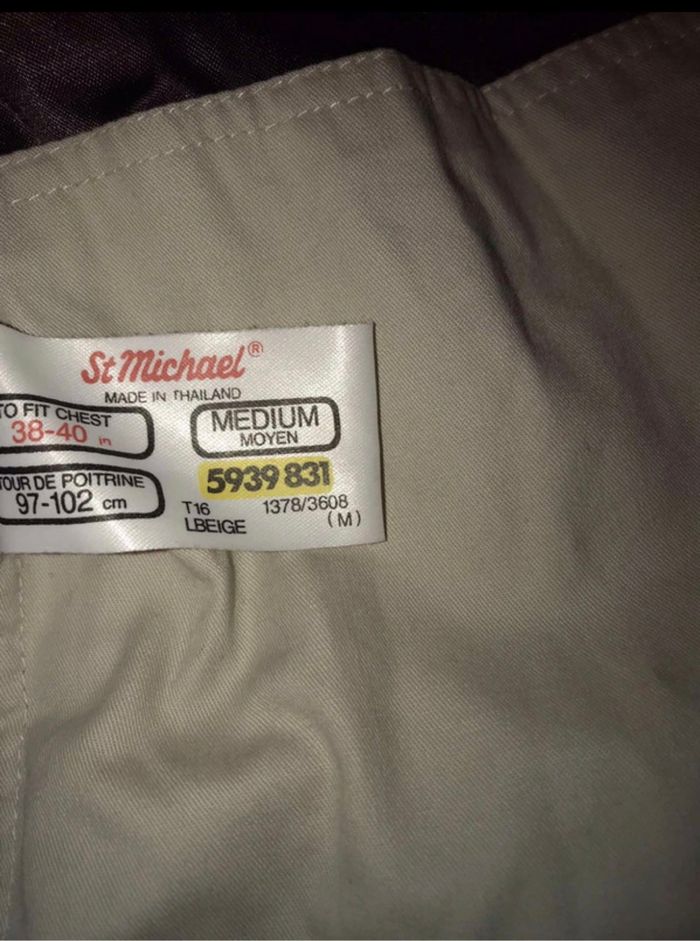 St Michael®
MADE IN THAILAND
TO FIT CHEST
38-40 in
MEDIUM
MOYEN
TOUR DE POITRINE
97-102 cm
5939 831
T16 1378/3608
LBEIGE (M)